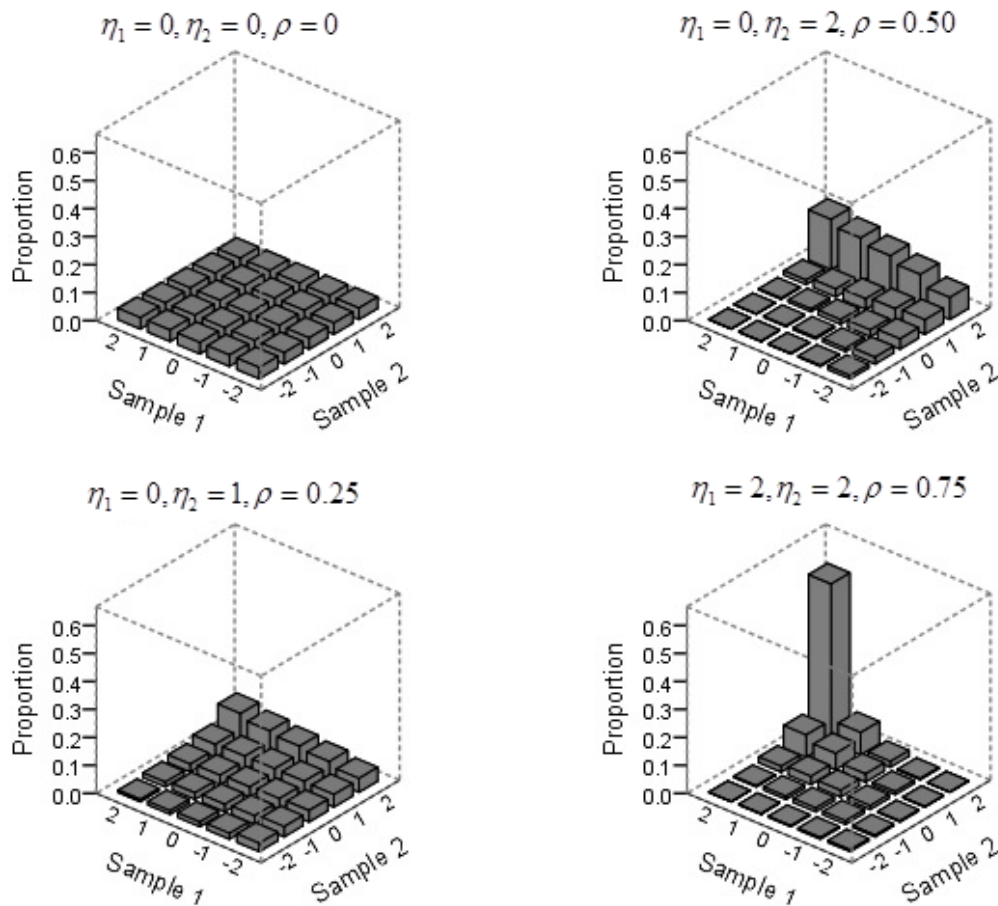 η₁ = 0, η₂ = 0, ρ = 0
Proportion
0.6
0.5
0.4
0.3
0.2
0.1
0.0
2 1 0 -1 -2
Sample 1
-2 -1 0 1 2
Sample 2
η₁ = 0, η₂ = 2, ρ = 0.50
Proportion
0.6
0.5
0.4
0.3
0.2
0.1
0.0
2 1 0 -1 -2
Sample 1
-2 -1 0 1 2
Sample 2
η₁ = 0, η₂ = 1, ρ = 0.25
Proportion
0.6
0.5
0.4
0.3
0.2
0.1
0.0
2 1 0 -1 -2
Sample 1
-2 -1 0 1 2
Sample 2
η₁ = 2, η₂ = 2, ρ = 0.75
Proportion
0.6
0.5
0.4
0.3
0.2
0.1
0.0
2 1 0 -1 -2
Sample 1
-2 -1 0 1 2
Sample 2